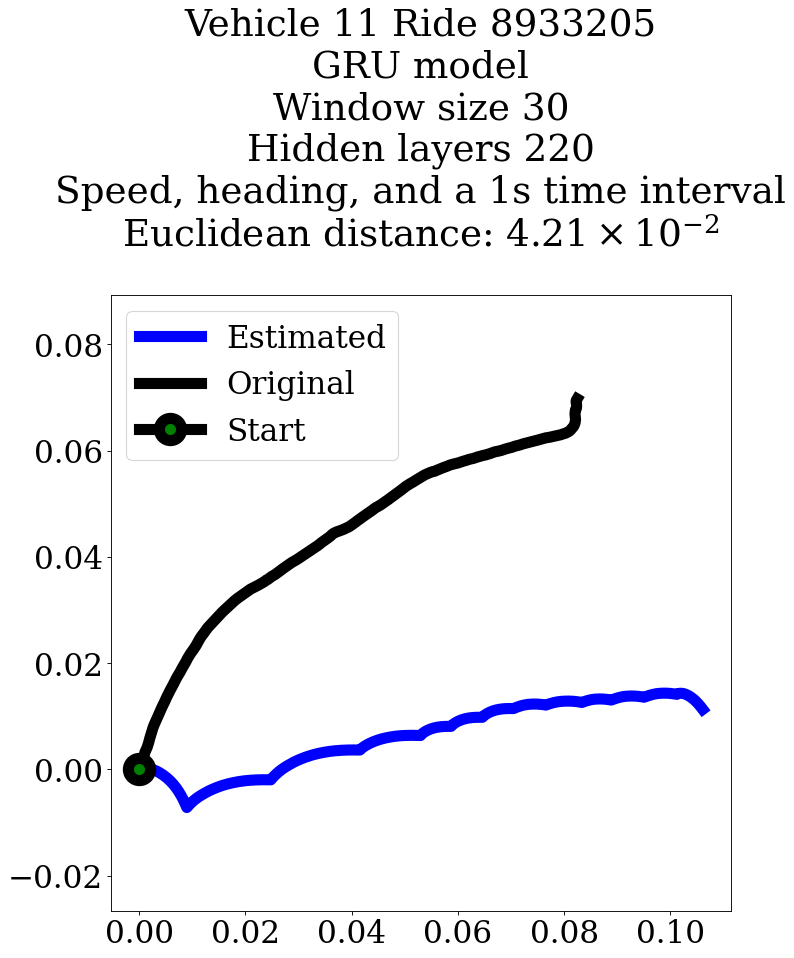 Vehicle 11 Ride 8933205
GRU model
Window size 30
Hidden layers 220
Speed, heading, and a 1s time interval
Euclidean distance: 4.21 × 10⁻²
Estimated
Original
Start
0.08
0.06
0.04
0.02
0.00
−0.02
0.00 0.02 0.04 0.06 0.08 0.10